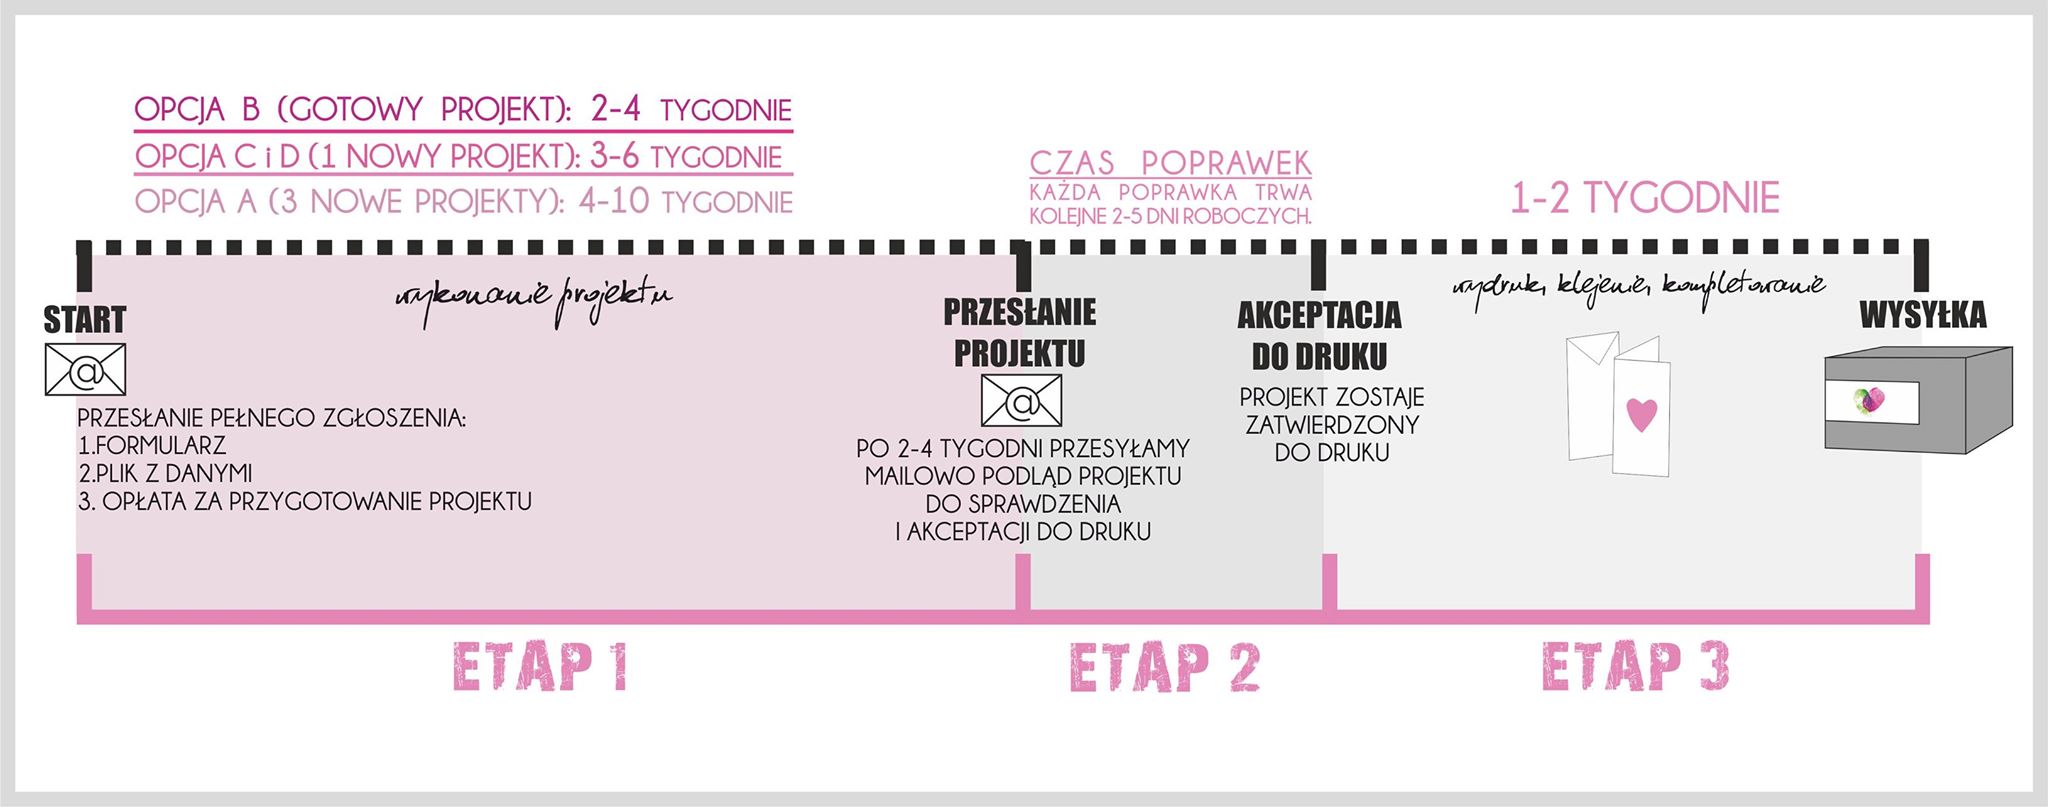 OPCJA B (GOTOWY PROJEKT): 2-4 TYGODNIE
OPCJA C i D (1 NOWY PROJEKT): 3-6 TYGODNIE
OPCJA A (3 NOWE PROJEKTY): 4-10 TYGODNIE
CZAS POPRAWEK
KAŻDA POPRAWKA TRWA
KOLEJNE 2-5 DNI ROBOCZYCH.
1-2 TYGODNIE
wykonanie projektu
wydruk, klejenie, kompletowanie
START
@
PRZESŁANIE PEŁNEGO ZGŁOSZENIA:
1.FORMULARZ
2.PLIK Z DANYMI
3. OPŁATA ZA PRZYGOTOWANIE PROJEKTU
PRZESŁANIE
PROJEKTU
@
PO 2-4 TYGODNI PRZESYŁAMY
MAILOWO PODLĄD PROJEKTU
DO SPRAWDZENIA
I AKCEPTACJI DO DRUKU
AKCEPTACJA
DO DRUKU
PROJEKT ZOSTAJE
ZATWIERDZONY
DO DRUKU
WYSYŁKA
ETAP 1
ETAP 2
ETAP 3